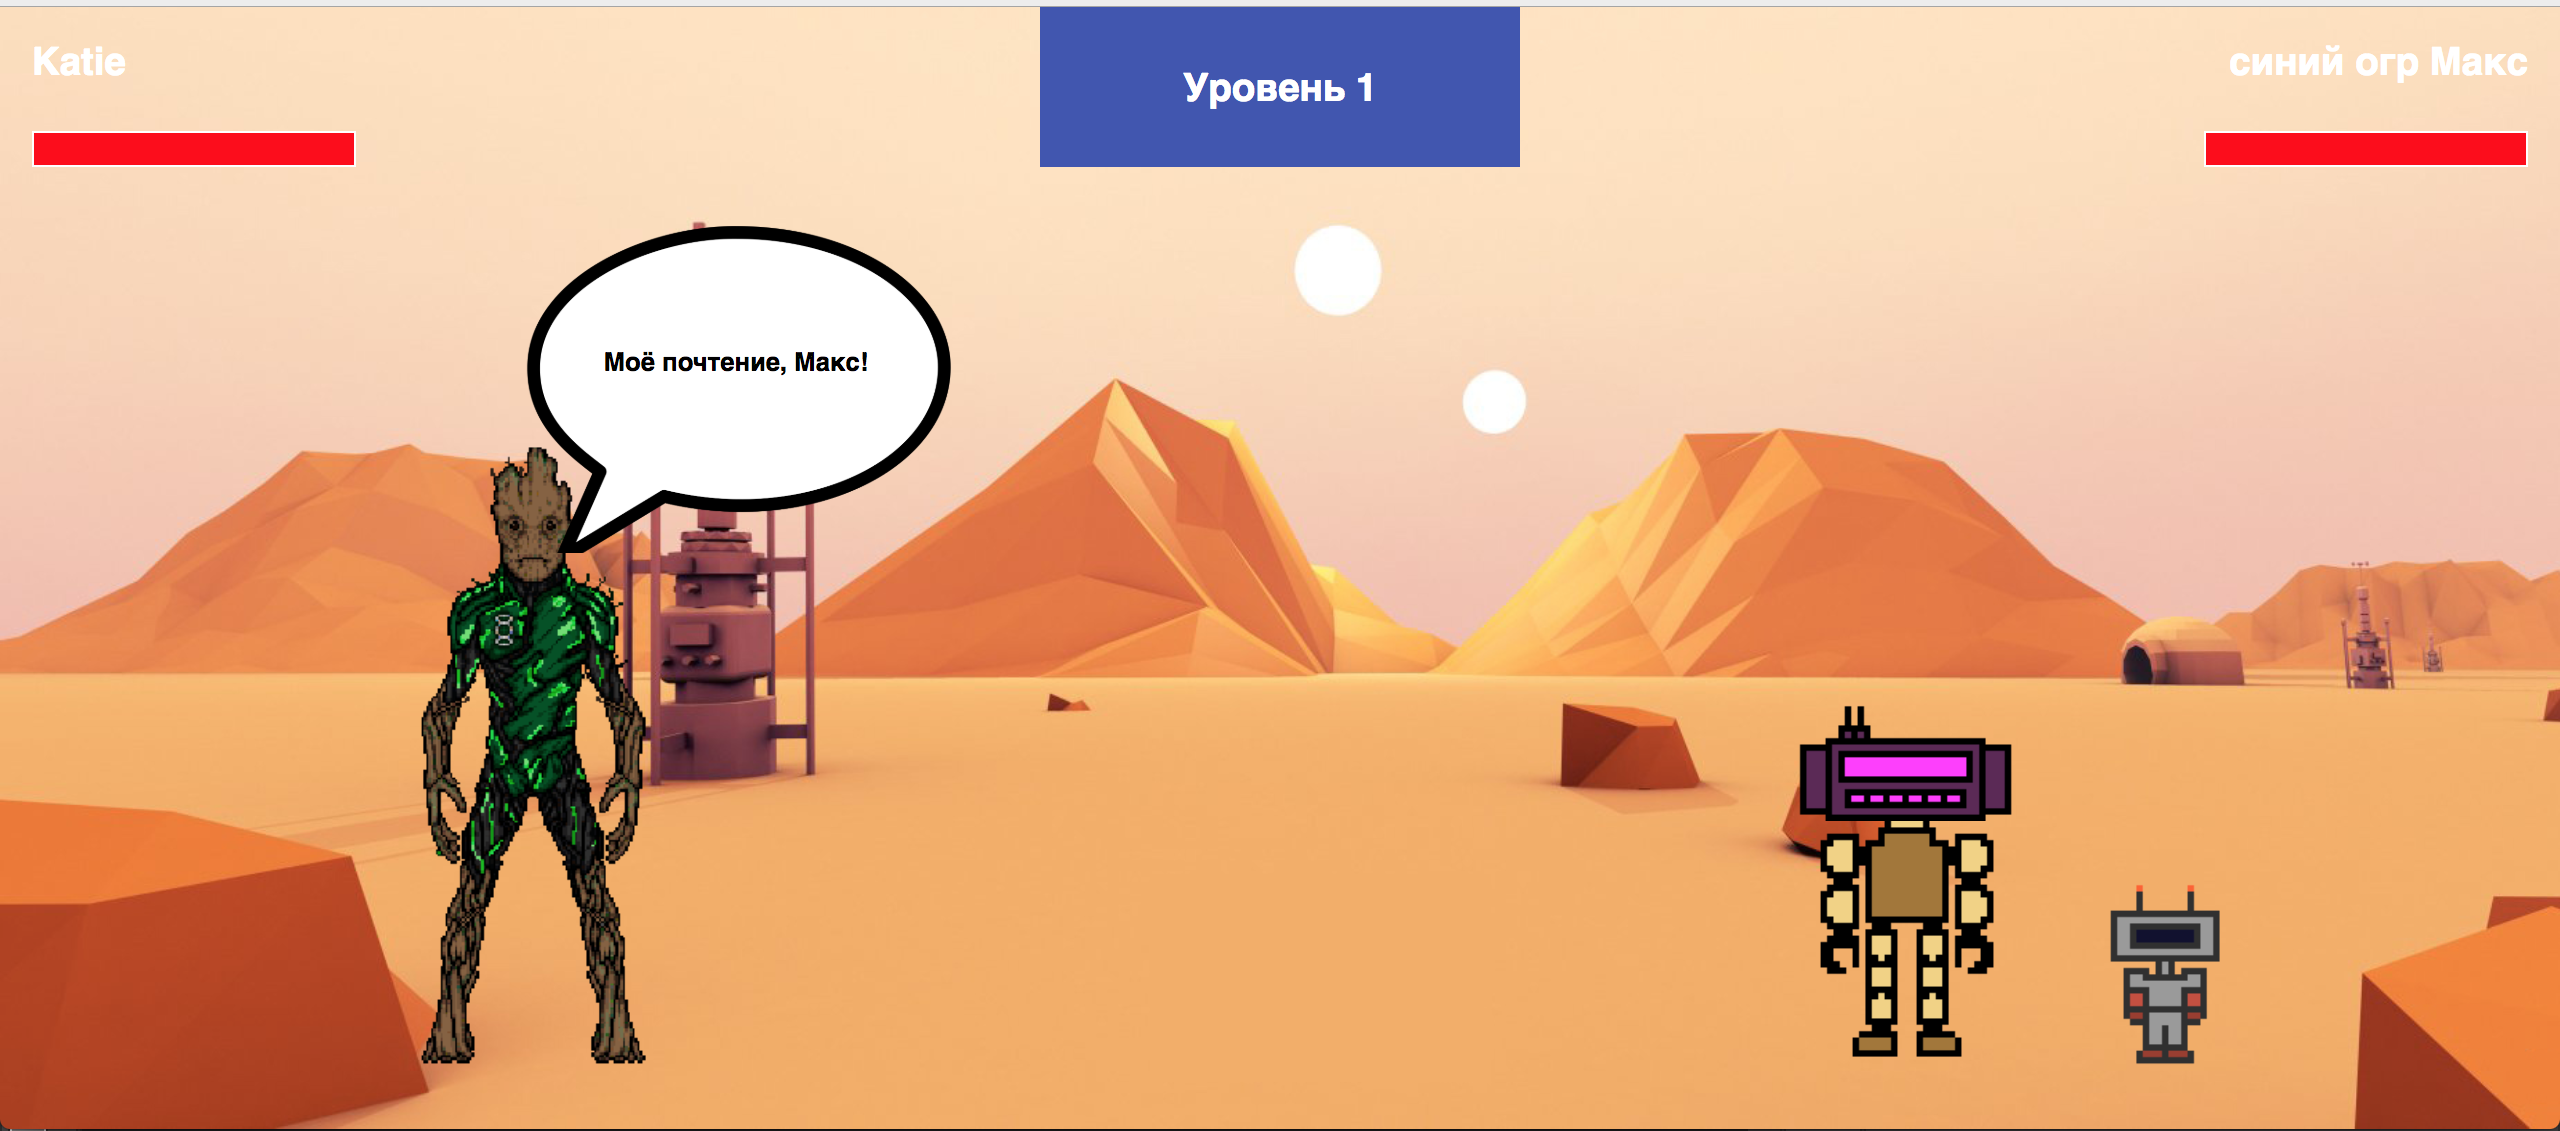 Katie
Уровень 1
синий огр Макс
Моё почтение, Макс!